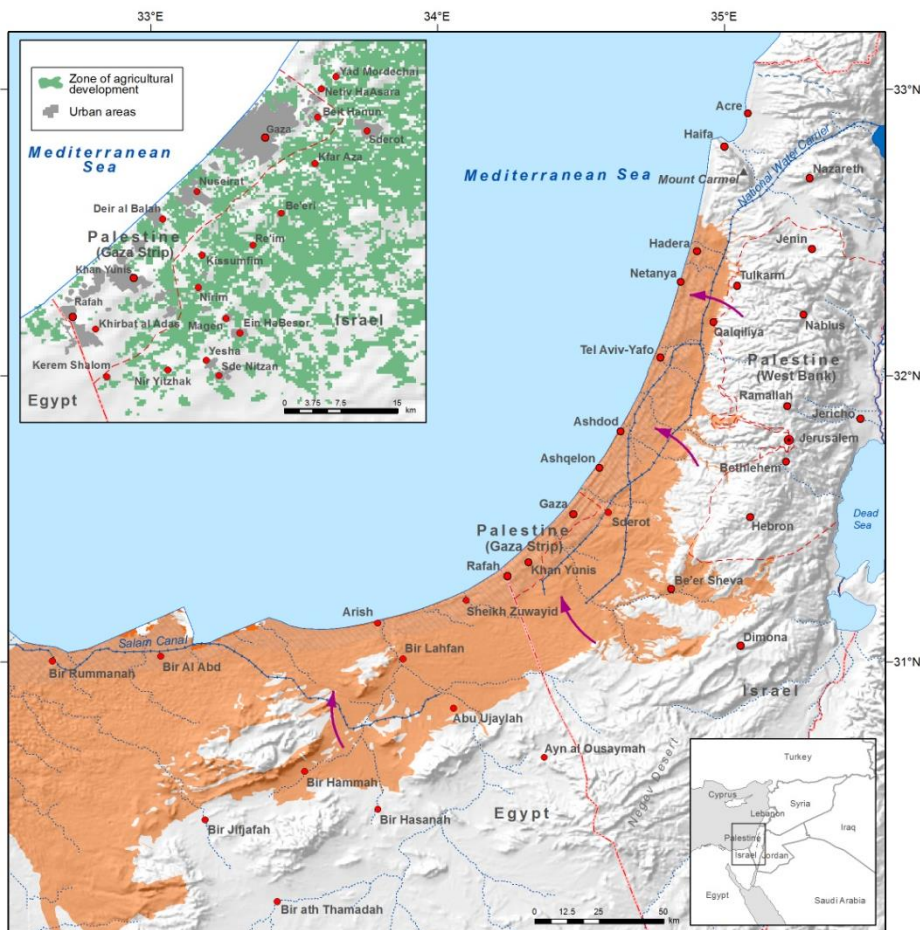 33°E
34°E
35°E
33°N
32°N
31°N
Zone of agricultural
development
Urban areas
Mediterranean
Sea
Yad Mordechai
Netiv HaAsara
Beit Hanun
Gaza
Sderot
Kfar Aza
Nuseirat
Deir al Balah
Be'eri
Palestine
(Gaza Strip)
Re'im
Kissumfim
Khan Yunis
Nirim
Rafah
Magen
Ein HaBesor
Israel
Khirbat al Adas
Yesha
Kerem Shalom
Sde Nitzan
Nir Yitzhak
Egypt
0 3.75 7.5 15
km
Acre
Haifa
Mediterranean Sea
Mount Carmel
National Water Carrier
Nazareth
Hadera
Jenin
Netanya
Tulkarm
Qalqiliya
Nablus
Tel Aviv-Yafo
Palestine
(West Bank)
Ramallah
Jericho
Ashdod
Jerusalem
Ashqelon
Bethlehem
Gaza
Sderot
Hebron
Dead
Sea
Palestine
(Gaza Strip)
Rafah
Khan Yunis
Be'er Sheva
Sheikh Zuwayid
Arish
Dimona
Salam Canal
Bir Lahfan
Bir Rummanah
Bir Al Abd
Israel
Abu Ujaylah
Ayn al Qusaymah
Negev Desert
Bir Hammah
Bir Hasanah
Egypt
Bir Jifjafah
Bir ath Thamadah
0 12.5 25 50
km
Turkey
Cyprus
Syria
Lebanon
Iraq
Palestine
Israel
Jordan
Egypt
Saudi Arabia